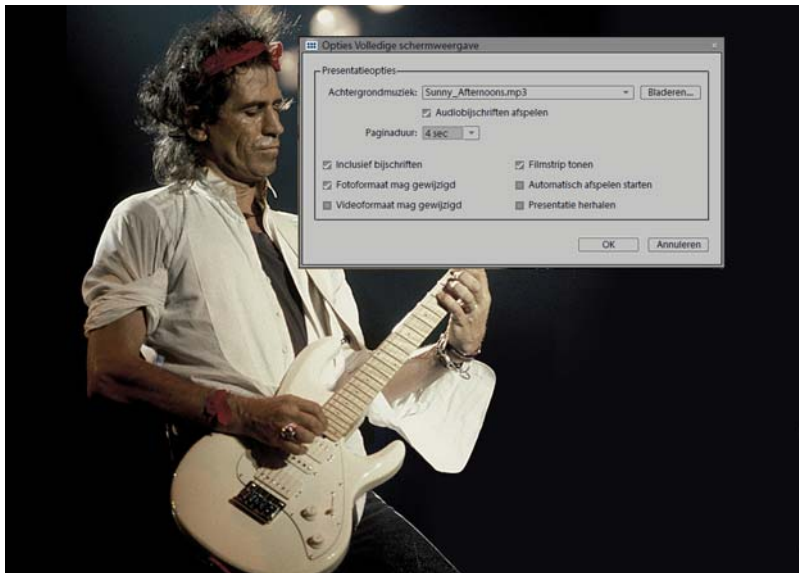 Opties Volledige schermweergave
Presentatieopties
Achtergrondmuziek: Sunny_Afternoons.mp3 Bladeren...
Audiobijschriften afspelen
Paginaduur: 4 sec
Inclusief bijschriften Filmstrip tonen
Fotoformaat mag gewijzigd Automatisch afspelen starten
Videoformaat mag gewijzigd Presentatie herhalen
OK Annuleren